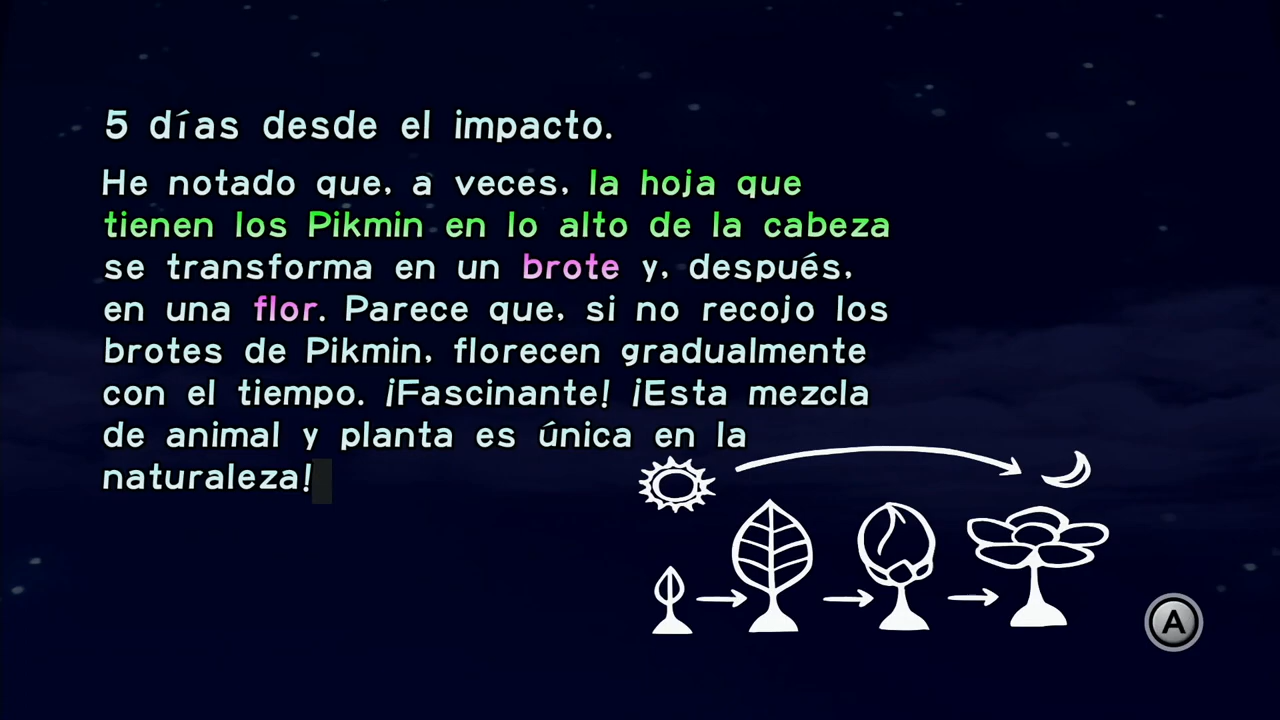 5 días desde el impacto.
He notado que, a veces, la hoja que
tienen los Pikmin en lo alto de la cabeza
se transforma en un brote y, después,
en una flor. Parece que, si no recojo los
brotes de Pikmin, florecen gradualmente
con el tiempo. ¡Fascinante! ¡Esta mezcla
de animal y planta es única en la
naturaleza!
A